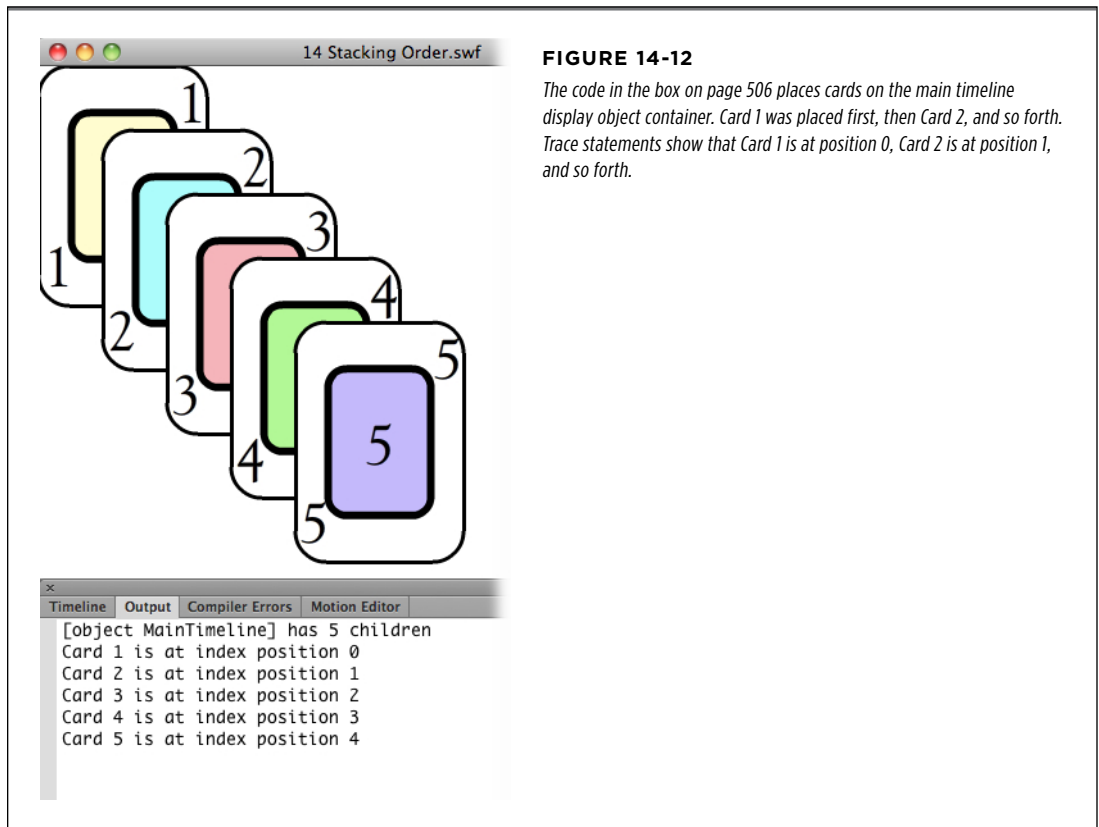 14 Stacking Order.swf
1
1
2
2
3
3
4
4
5
5
5
x
Timeline Output Compiler Errors Motion Editor
[object MainTimeline] has 5 children
Card 1 is at index position 0
Card 2 is at index position 1
Card 3 is at index position 2
Card 4 is at index position 3
Card 5 is at index position 4
FIGURE 14-12
The code in the box on page 506 places cards on the main timeline
display object container. Card 1 was placed first, then Card 2, and so forth.
Trace statements show that Card 1 is at position 0, Card 2 is at position 1,
and so forth.